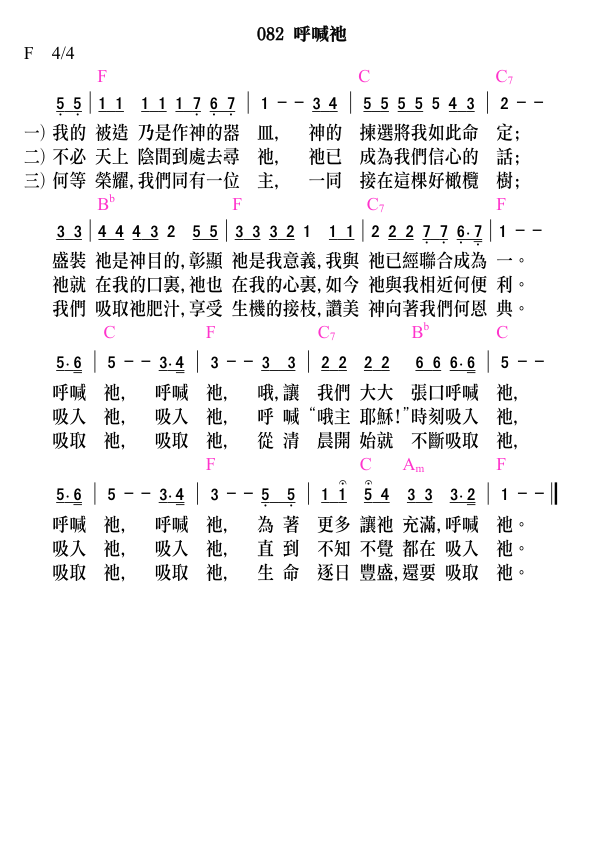 082 呼喊祂
F 4/4
F C C7
5 5 | 1 1 1 1 1 7 6 7 | 1 - - 3 4 | 5 5 5 5 5 4 3 | 2 - -
一) 我的 被造 乃是作神的器 皿, 神的 揀選將我如此命 定;
二) 不必 天上 陰間到處去尋 祂, 祂已 成為我們信心的 話;
三) 何等 榮耀, 我們同有一位 主, 一同 接在這棵好橄欖 樹;
Bb F C7 F
3 3 | 4 4 4 3 2 5 5 | 3 3 3 2 1 1 1 | 2 2 2 7 7 6·7 | 1 - -
盛裝 祂是神目的, 彰顯 祂是我意義, 我與 祂已經聯合成為 一。
祂就 在我的口裏, 祂也 在我的心裏, 如今 祂與我相近何便 利。
我們 吸取祂肥汁, 享受 生機的接枝, 讚美 神向著我們何恩 典。
C F C7 Bb C
5·6 | 5 - - 3·4 | 3 - - 3 3 | 2 2 2 2 6 6 6·6 | 5 - -
呼喊 祂, 呼喊 祂, 哦, 讓 我們 大大 張口呼喊 祂,
吸入 祂, 吸入 祂, 呼 喊 “哦主 耶穌!” 時刻吸入 祂,
吸取 祂, 吸取 祂, 從 清 晨開 始就 不斷吸取 祂,
F C Am F
5·6 | 5 - - 3·4 | 3 - - 5 5 | 1 1 5 4 3 3 3·2 | 1 - - ‖
呼喊 祂, 呼喊 祂, 為 著 更多 讓祂 充滿, 呼喊 祂。
吸入 祂, 吸入 祂, 直 到 不知 不覺 都在 吸入 祂。
吸取 祂, 吸取 祂, 生 命 逐日 豐盛, 還要 吸取 祂。